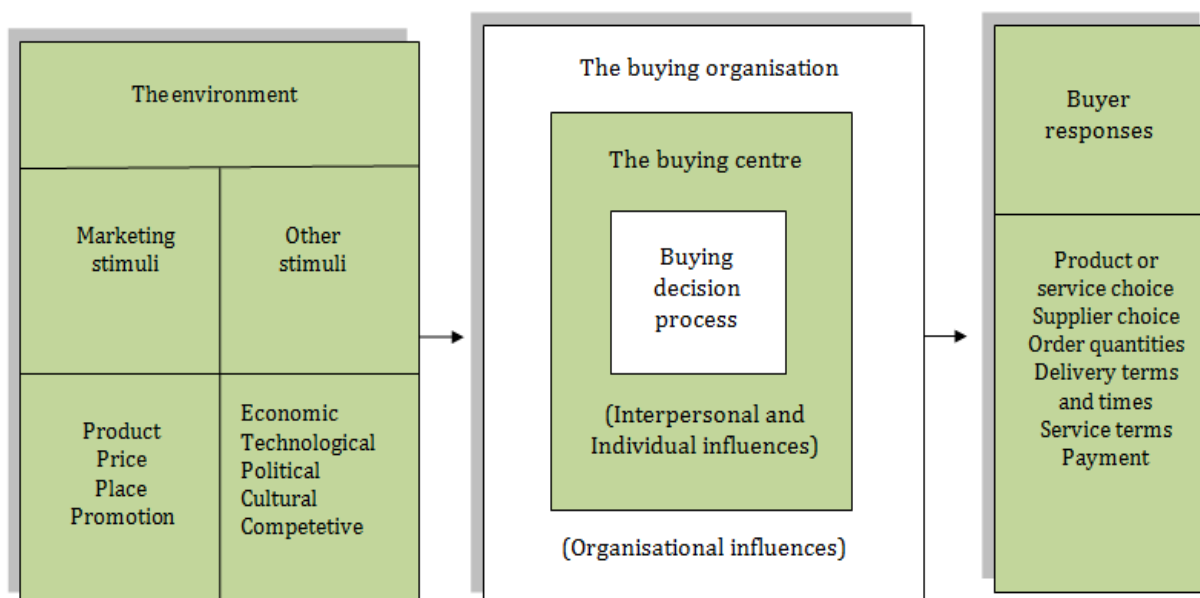 The environment
Marketing
stimuli
Other
stimuli
Product
Price
Place
Promotion
Economic
Technological
Political
Cultural
Competetive
The buying organisation
The buying centre
Buying
decision
process
(Interpersonal and
Individual influences)
(Organisational influences)
Buyer
responses
Product or
service choice
Supplier choice
Order quantities
Delivery terms
and times
Service terms
Payment